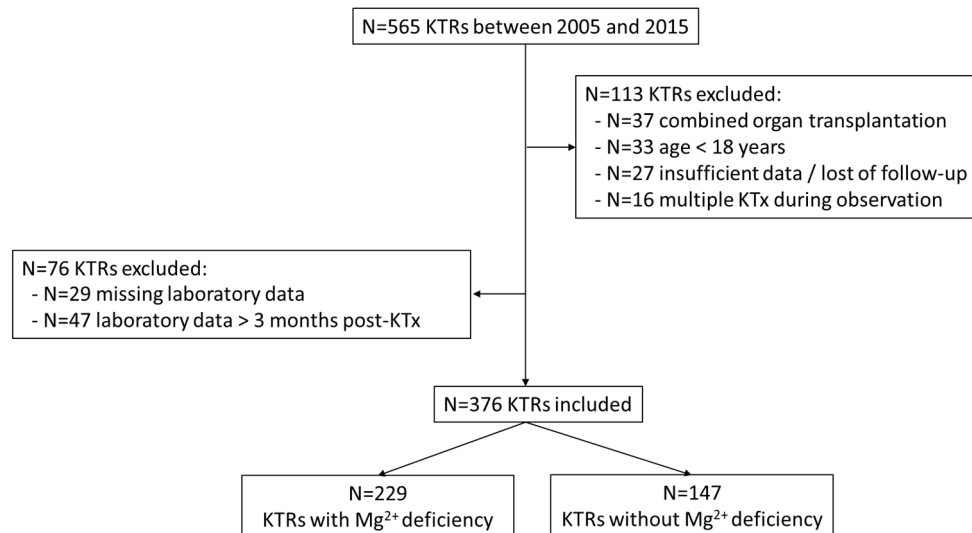 N=565 KTRs between 2005 and 2015
N=113 KTRs excluded:
- N=37 combined organ transplantation
- N=33 age < 18 years
- N=27 insufficient data / lost of follow-up
- N=16 multiple KTx during observation
N=76 KTRs excluded:
- N=29 missing laboratory data
- N=47 laboratory data > 3 months post-KTx
N=376 KTRs included
N=229
KTRs with Mg²⁺ deficiency
N=147
KTRs without Mg²⁺ deficiency